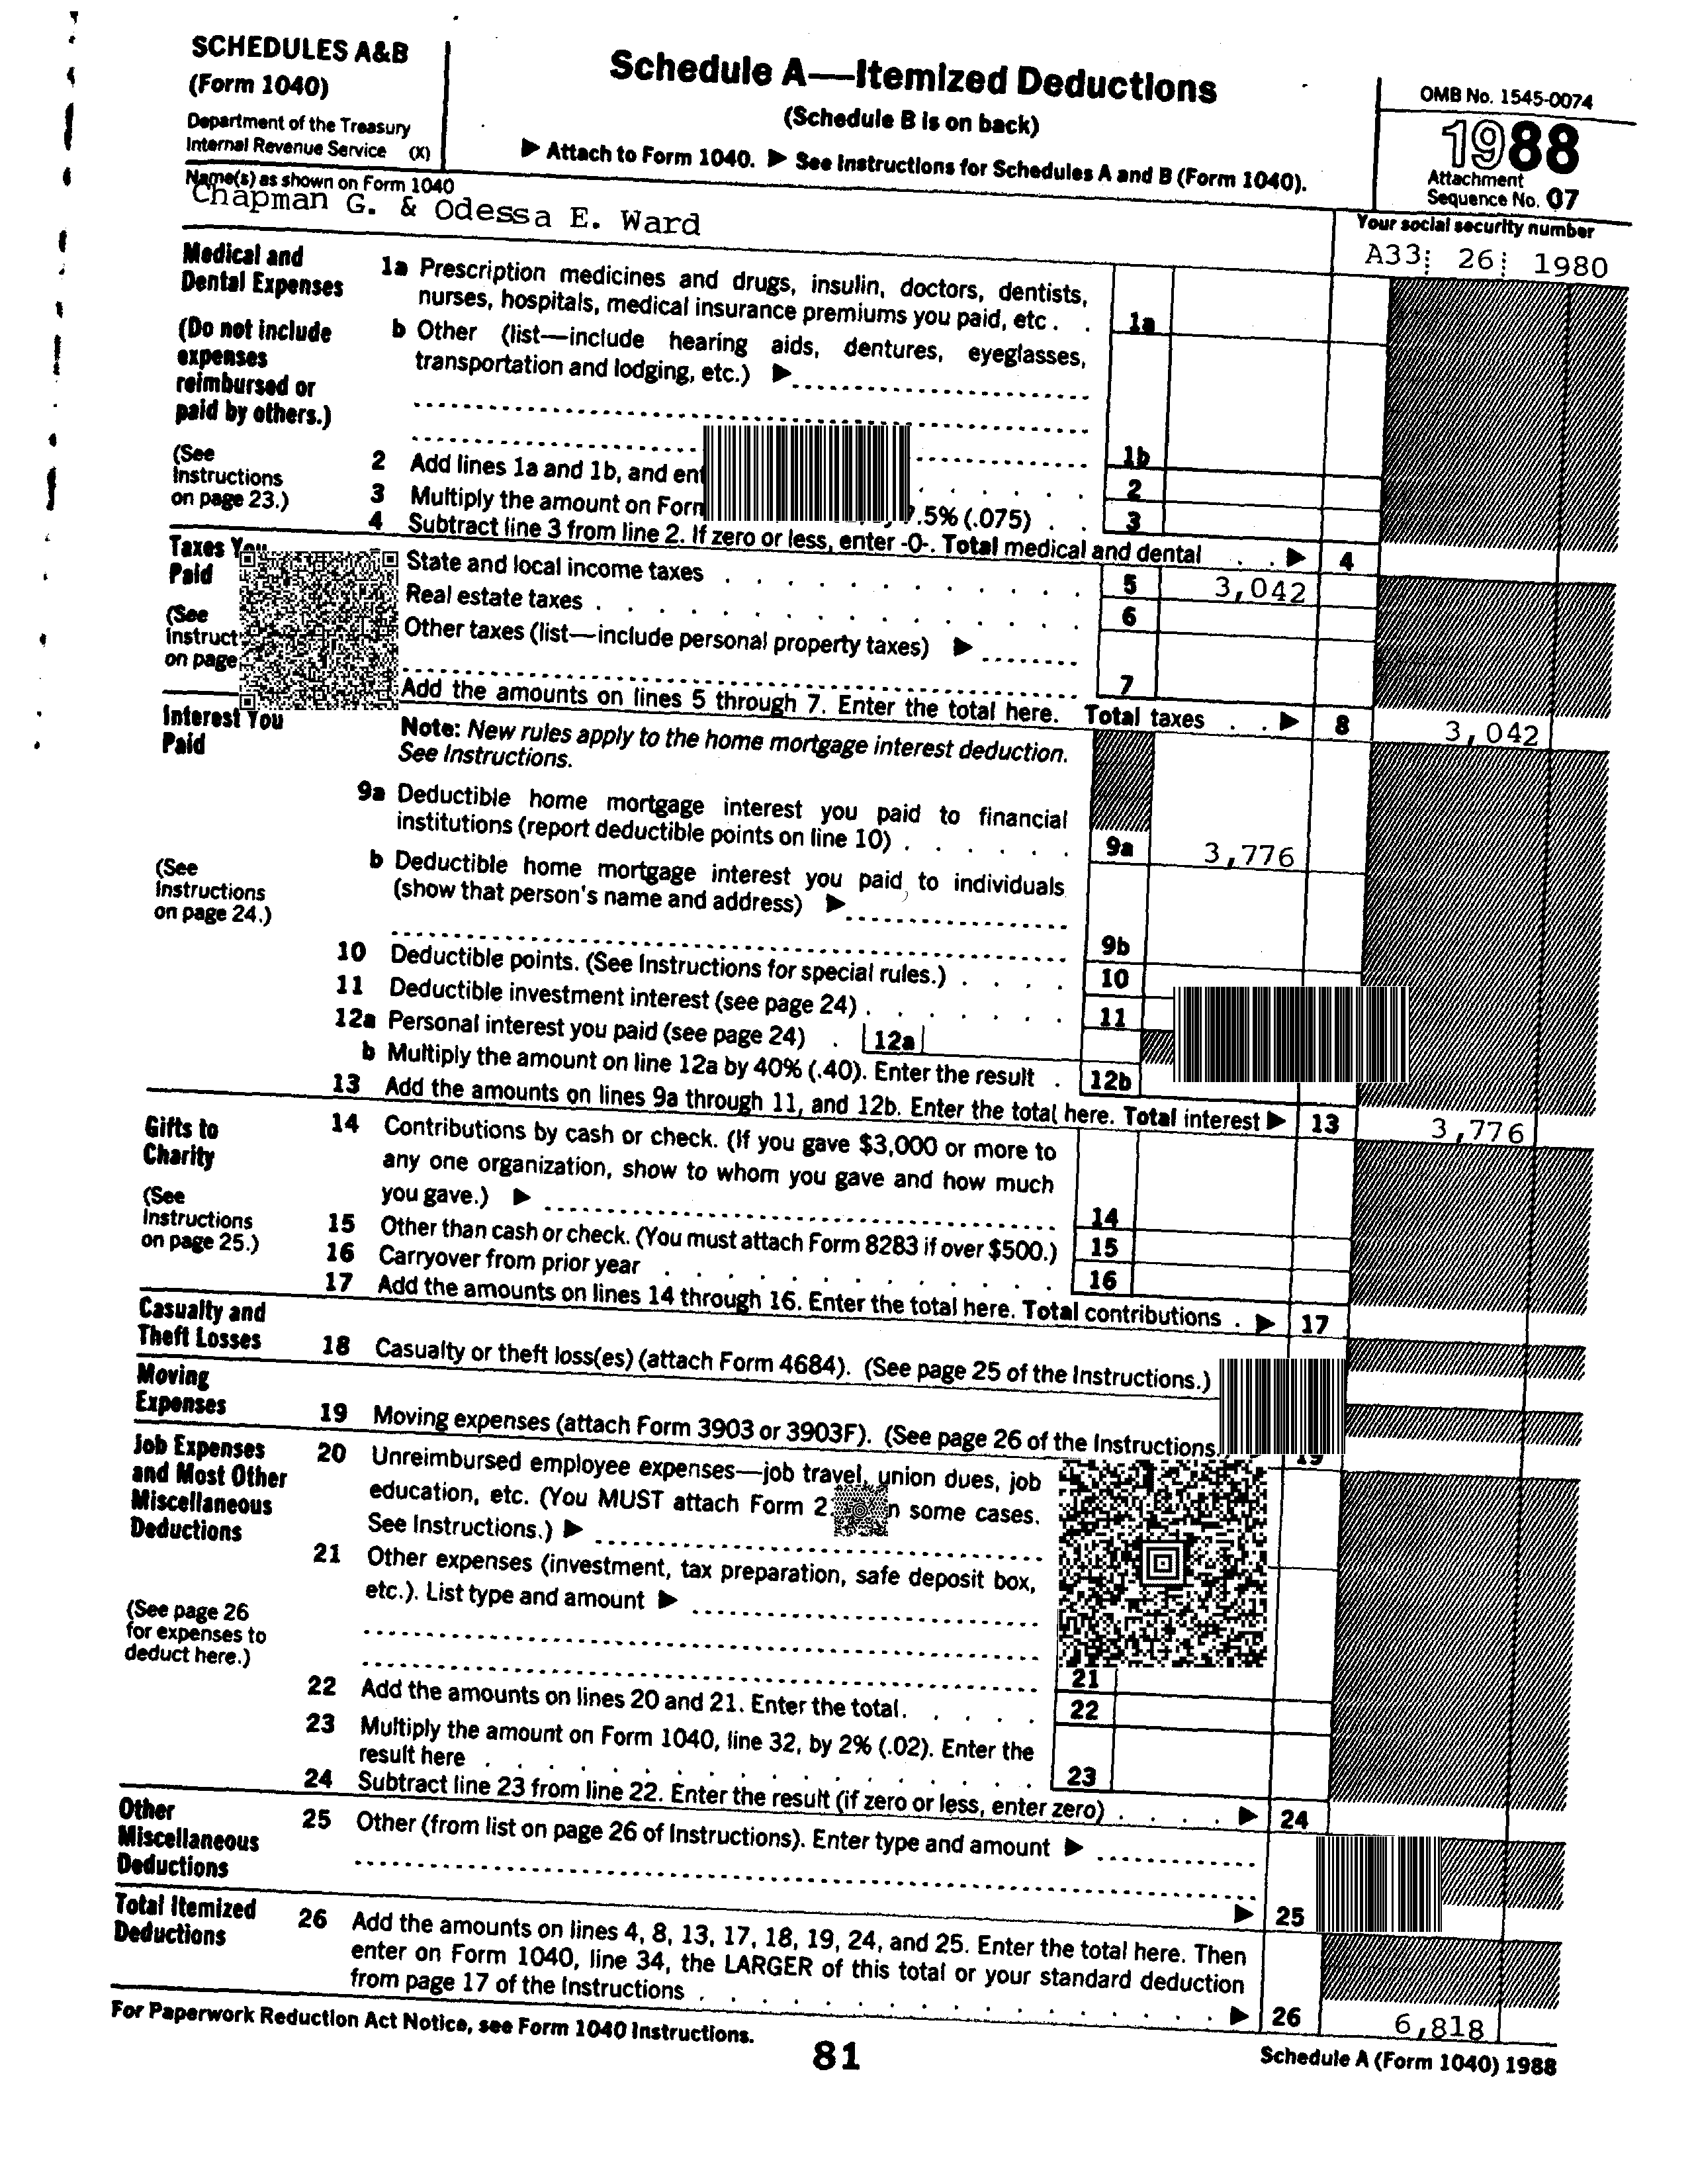 SCHEDULES A&B
(Form 1040)
Department of the Treasury
Internal Revenue Service (X)
Schedule A—Itemized Deductions
(Schedule B is on back)
▶ Attach to Form 1040. ▶ See Instructions for Schedules A and B (Form 1040).
OMB No. 1545-0074
1988
Attachment
Sequence No. 07
Name(s) as shown on Form 1040
Chapman G. & Odessa E. Ward
Your social security number
A33 26 1980
Medical and
Dental Expenses
(Do not include
expenses
reimbursed or
paid by others.)
(See
Instructions
on page 23.)
1a Prescription medicines and drugs, insulin, doctors, dentists,
nurses, hospitals, medical insurance premiums you paid, etc . . 1a
b Other (list—include hearing aids, dentures, eyeglasses,
transportation and lodging, etc.) ▶
1b
2 Add lines 1a and 1b, and 2
3 Multiply the amount on 7.5% (.075) . . 3
4 Subtract line 3 from line 2. If zero or less, enter -0-. Total medical and dental . . ▶ 4
Taxes You
Paid
(See
on page
State and local income taxes 5 3,042
Real estate taxes 6
Other taxes (list—include personal property taxes) ▶
7
Add the amounts on lines 5 through 7. Enter the total here. Total taxes . . ▶ 8 3,042
Interest You
Paid
(See
Instructions
on page 24.)
Note: New rules apply to the home mortgage interest deduction.
See Instructions.
9a Deductible home mortgage interest you paid to financial
institutions (report deductible points on line 10) 9a 3,776
b Deductible home mortgage interest you paid to individuals
(show that person's name and address) ▶
9b
10 Deductible points. (See Instructions for special rules.) 10
11 Deductible investment interest (see page 24) 11
12a Personal interest you paid (see page 24) . 12a
b Multiply the amount on line 12a by 40% (.40). Enter the result . 12b
13 Add the amounts on lines 9a through 11, and 12b. Enter the total here. Total interest ▶ 13 3,776
Gifts to
Charity
(See
Instructions
on page 25.)
14 Contributions by cash or check. (If you gave $3,000 or more to
any one organization, show to whom you gave and how much
you gave.) ▶ 14
15 Other than cash or check. (You must attach Form 8283 if over $500.) 15
16 Carryover from prior year 16
17 Add the amounts on lines 14 through 16. Enter the total here. Total contributions . ▶ 17
Casualty and
Theft Losses
18 Casualty or theft loss(es) (attach Form 4684). (See page 25 of the Instructions.)
Moving
Expenses
19 Moving expenses (attach Form 3903 or 3903F). (See page 26 of the Instructions. 19
Job Expenses
and Most Other
Miscellaneous
Deductions
(See page 26
for expenses to
deduct here.)
20 Unreimbursed employee expenses—job travel, union dues, job
education, etc. (You MUST attach Form some cases.
See Instructions.) ▶
21 Other expenses (investment, tax preparation, safe deposit box,
etc.). List type and amount ▶
21
22 Add the amounts on lines 20 and 21. Enter the total 22
23 Multiply the amount on Form 1040, line 32, by 2% (.02). Enter the
result here 23
24 Subtract line 23 from line 22. Enter the result (if zero or less, enter zero) ▶ 24
Other
Miscellaneous
Deductions
25 Other (from list on page 26 of Instructions). Enter type and amount ▶
▶ 25
Total Itemized
Deductions
26 Add the amounts on lines 4, 8, 13, 17, 18, 19, 24, and 25. Enter the total here. Then
enter on Form 1040, line 34, the LARGER of this total or your standard deduction
from page 17 of the Instructions ▶ 26 6,818
For Paperwork Reduction Act Notice, see Form 1040 Instructions.
81
Schedule A (Form 1040) 1988